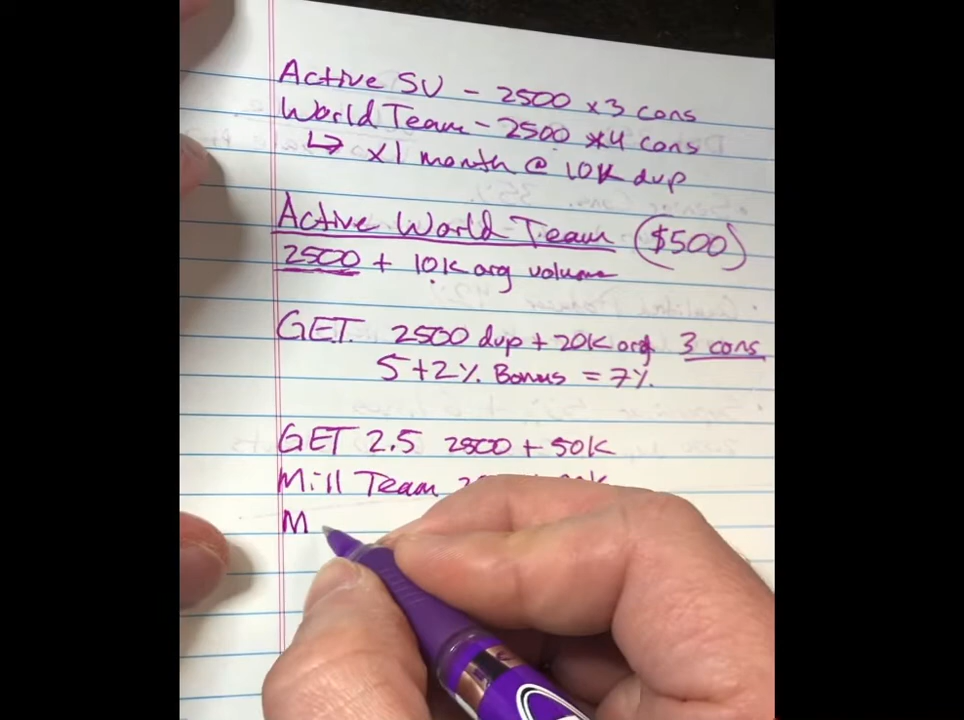 Active SV - 2500 x3 cons
World Team - 2500 x4 cons
↳ x1 month @ 10K dup
Active World Team ($500)
2500 + 10K org volume
GET 2500 dup + 20K org 3 cons
5+2% Bonus = 7%
GET 2.5 2500 + 50K
Mill Team
M